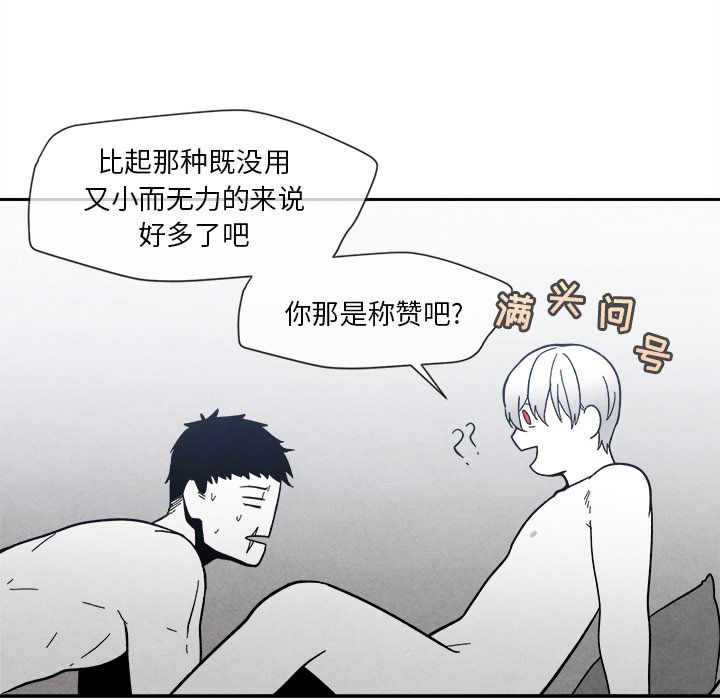 比起那种既没用
又小而无力的来说
好多了吧
你那是称赞吧?
满头问号
??